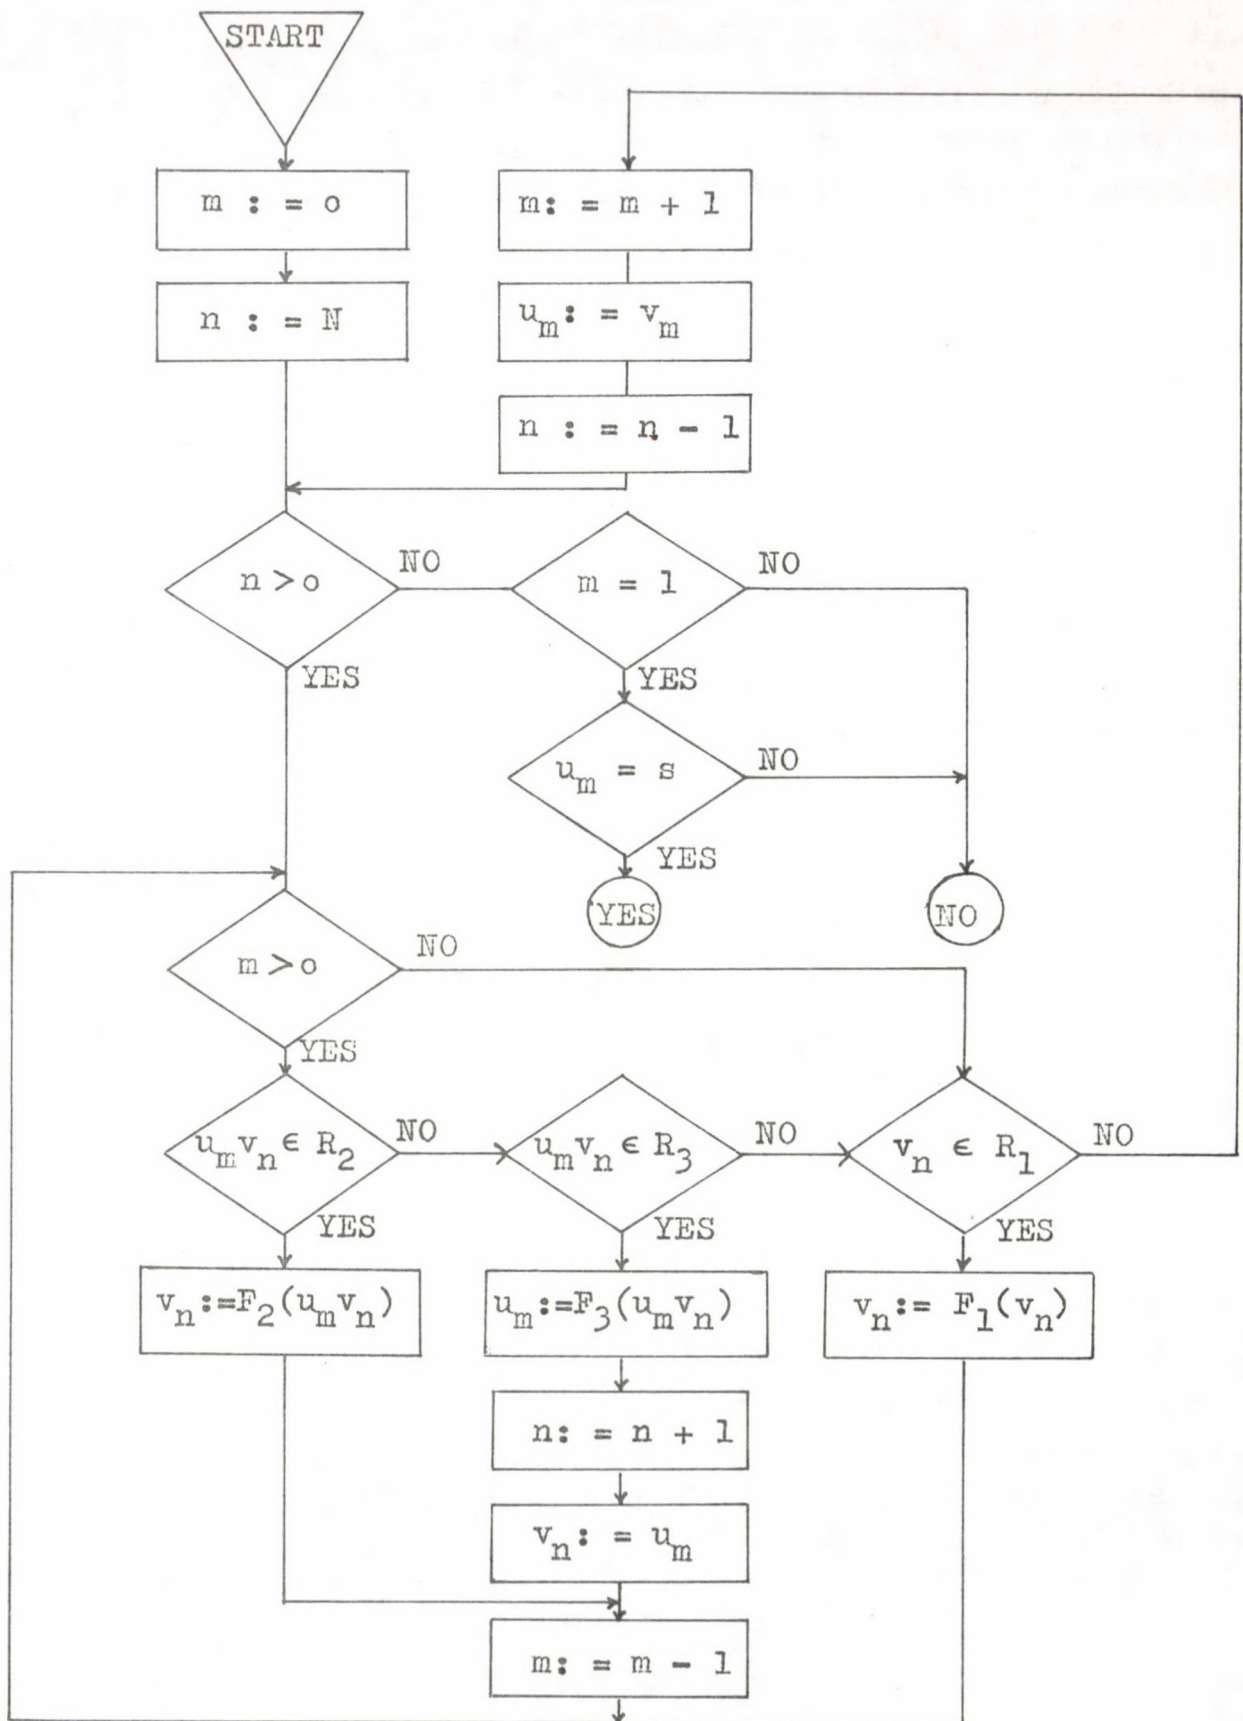 START
m : = o
m: = m + 1
n : = N
u_m: = v_m
n : = n - 1
n > o
NO
m = 1
NO
YES
YES
u_m = s
NO
YES
YES
NO
m > o
NO
YES
u_m v_n ∈ R_2
NO
u_m v_n ∈ R_3
NO
v_n ∈ R_1
NO
YES
YES
YES
v_n:=F_2(u_m v_n)
u_m:=F_3(u_m v_n)
v_n:= F_1(v_n)
n: = n + 1
v_n: = u_m
m: = m - 1